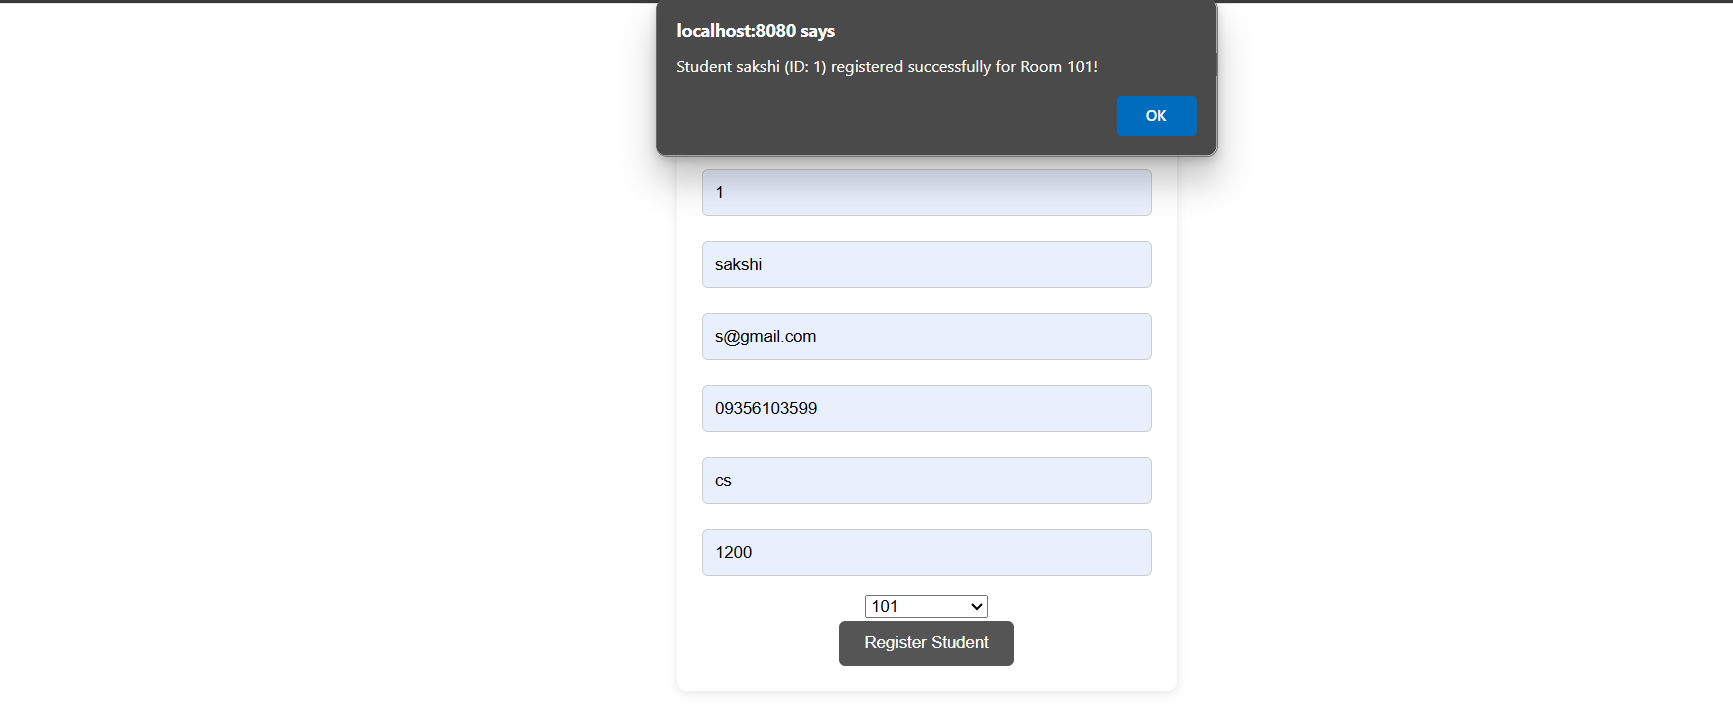 localhost:8080 says
Student sakshi (ID: 1) registered successfully for Room 101!
OK
1
sakshi
s@gmail.com
09356103599
cs
1200
101
Register Student